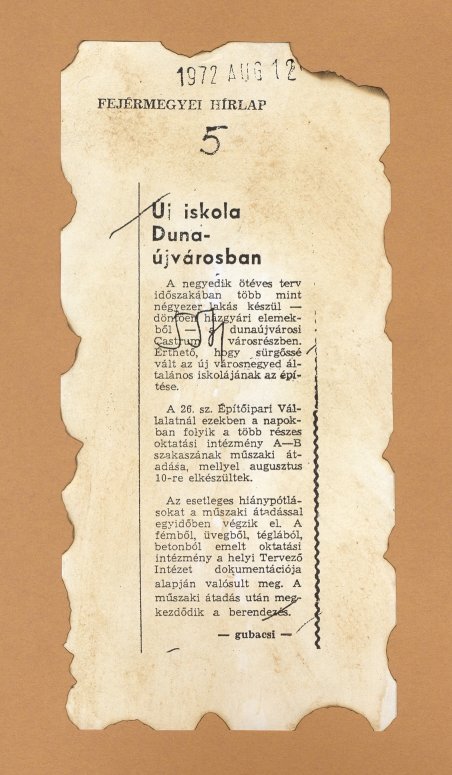 1972 AUG 12
FEJÉRMEGYEI HÍRLAP
5
Új iskola
Duna-
újvárosban
A negyedik ötéves terv
időszakában több mint
négyezer lakás készül —
döntően házgyári elemek-
ből — a dunaújvárosi
Castrum városrészben.
Érthető, hogy sürgőssé
vált az új városnegyed ál-
talános iskolájának az épí-
tése.
A 26. sz. Építőipari Vál-
lalatnál ezekben a napok-
ban folyik a több részes
oktatási intézmény A—B
szakaszának műszaki át-
adása, mellyel augusztus
10-re elkészültek.
Az esetleges hiánypótlá-
sokat a műszaki átadással
egyidőben végzik el. A
fémből, üvegből, téglából,
betonból emelt oktatási
intézmény a helyi Tervező
Intézet dokumentációja
alapján valósult meg. A
műszaki átadás után meg-
kezdődik a berendezés.
— gubacsi —